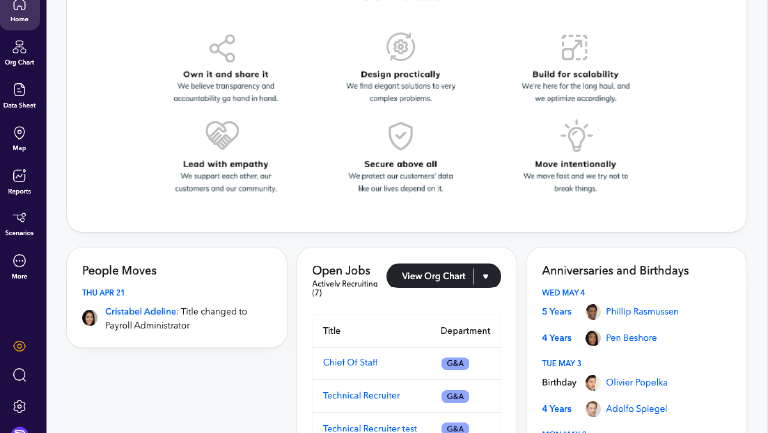 Home
Org Chart
Data Sheet
Map
Reports
Scenarios
More
Own it and share it
We believe transparency and
accountability go hand in hand.
Design practically
We find elegant solutions to very
complex problems.
Build for scalability
We're here for the long haul, and
we optimize accordingly.
Lead with empathy
We support each other, our
customers and our community.
Secure above all
We protect our customers' data
like our lives depend on it.
Move intentionally
We move fast and we try not to
break things.
People Moves
THU APR 21
Cristabel Adeline: Title changed to
Payroll Administrator
Open Jobs
Actively Recruiting
(7)
View Org Chart
Title Department
Chief Of Staff G&A
Technical Recruiter G&A
Technical Recruiter test G&A
Anniversaries and Birthdays
WED MAY 4
5 Years Phillip Rasmussen
4 Years Pen Beshore
TUE MAY 3
Birthday Olivier Popelka
4 Years Adolfo Spiegel